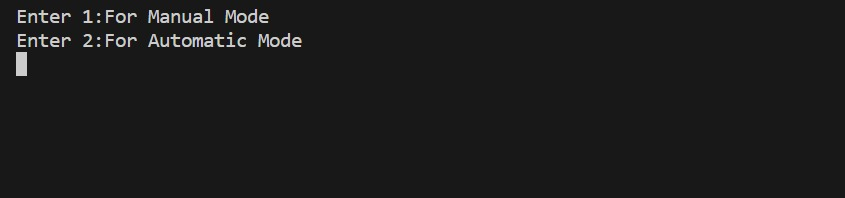 Enter 1:For Manual Mode
Enter 2:For Automatic Mode